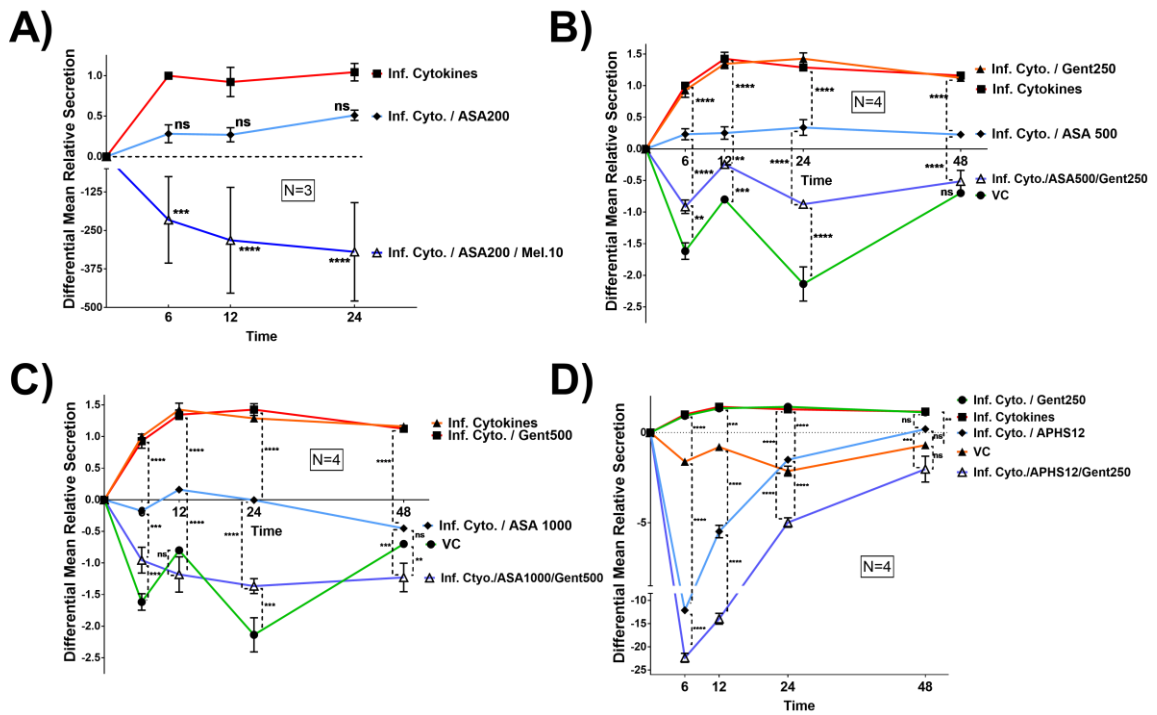 A)
Differential Mean Relative Secretion
1.0
0.5
0.0
-125
-250
-375
-500
6
12
24
Time
ns
ns
ns
***
****
****
N=3
Inf. Cytokines
Inf. Cyto. / ASA200
Inf. Cyto. / ASA200 / Mel.10
B)
Differential Mean Relative Secretion
1.5
1.0
0.5
0.0
-0.5
-1.0
-1.5
-2.0
-2.5
6
12
24
48
Time
N=4
****
****
****
****
****
**
****
****
**
***
****
ns
Inf. Cyto. / Gent250
Inf. Cytokines
Inf. Cyto. / ASA 500
Inf. Cyto./ASA500/Gent250
VC
C)
Differential Mean Relative Secretion
1.5
1.0
0.5
0.0
-0.5
-1.0
-1.5
-2.0
-2.5
6
12
24
48
Time
N=4
****
****
****
****
***
****
****
***
***
ns
***
ns
**
Inf. Cytokines
Inf. Cyto. / Gent500
Inf. Cyto. / ASA 1000
VC
Inf. Ctyo./ASA1000/Gent500
D)
Differential Mean Relative Secretion
0
-5
-10
-15
-20
-25
6
12
24
48
Time
N=4
****
***
****
ns
***
****
****
***
ns
****
****
ns
****
****
Inf. Cyto. / Gent250
Inf. Cytokines
Inf. Cyto. / APHS12
VC
Inf. Cyto./APHS12/Gent250